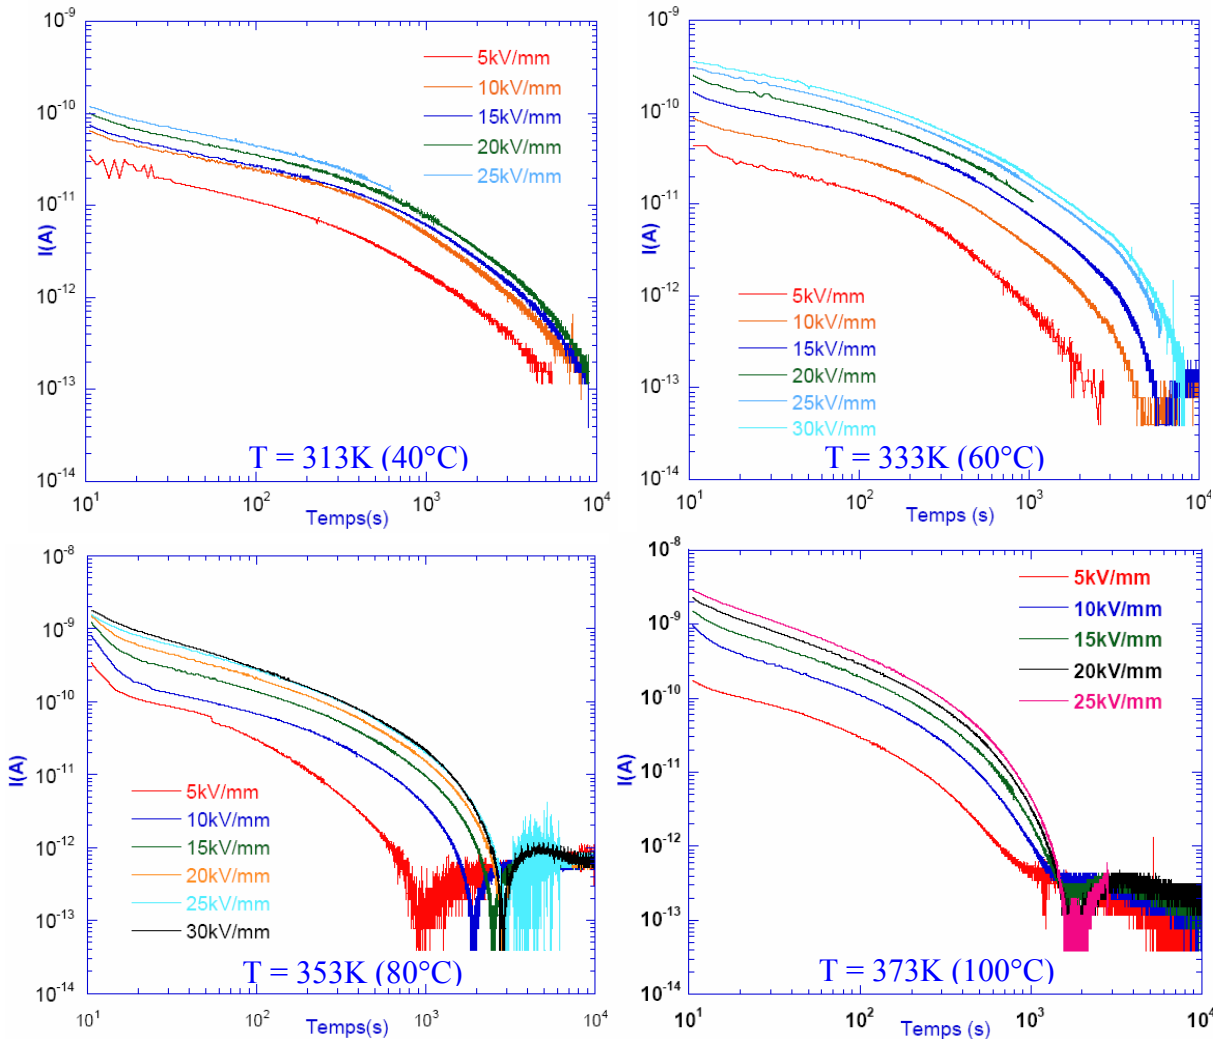 10⁻⁹
10⁻¹⁰
10⁻¹¹
10⁻¹²
10⁻¹³
10⁻¹⁴
I(A)
5kV/mm
10kV/mm
15kV/mm
20kV/mm
25kV/mm
T = 313K (40°C)
10¹ 10² 10³ 10⁴
Temps(s)
10⁻⁹
10⁻¹⁰
10⁻¹¹
10⁻¹²
10⁻¹³
10⁻¹⁴
I(A)
5kV/mm
10kV/mm
15kV/mm
20kV/mm
25kV/mm
30kV/mm
T = 333K (60°C)
10¹ 10² 10³ 10⁴
Temps (s)
10⁻⁸
10⁻⁹
10⁻¹⁰
10⁻¹¹
10⁻¹²
10⁻¹³
10⁻¹⁴
I(A)
5kV/mm
10kV/mm
15kV/mm
20kV/mm
25kV/mm
30kV/mm
T = 353K (80°C)
10¹ 10² 10³ 10⁴
Temps(s)
10⁻⁸
10⁻⁹
10⁻¹⁰
10⁻¹¹
10⁻¹²
10⁻¹³
10⁻¹⁴
I(A)
5kV/mm
10kV/mm
15kV/mm
20kV/mm
25kV/mm
T = 373K (100°C)
10¹ 10² 10³ 10⁴
Temps (s)